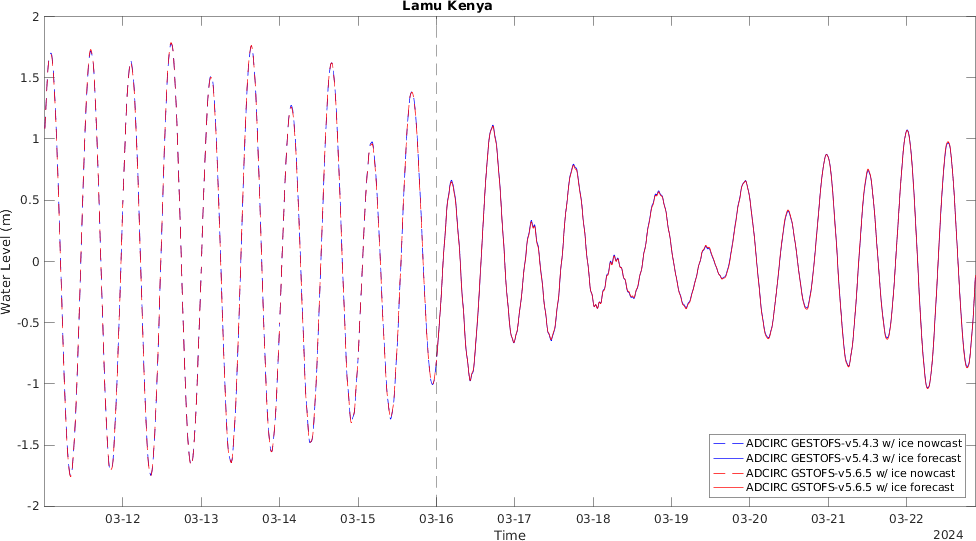 Lamu Kenya
2
1.5
1
0.5
0
-0.5
-1
-1.5
-2
Water Level (m)
ADCIRC GESTOFS-v5.4.3 w/ ice nowcast
ADCIRC GESTOFS-v5.4.3 w/ ice forecast
ADCIRC GSTOFS-v5.6.5 w/ ice nowcast
ADCIRC GSTOFS-v5.6.5 w/ ice forecast
03-12 03-13 03-14 03-15 03-16 03-17 03-18 03-19 03-20 03-21 03-22
Time
2024